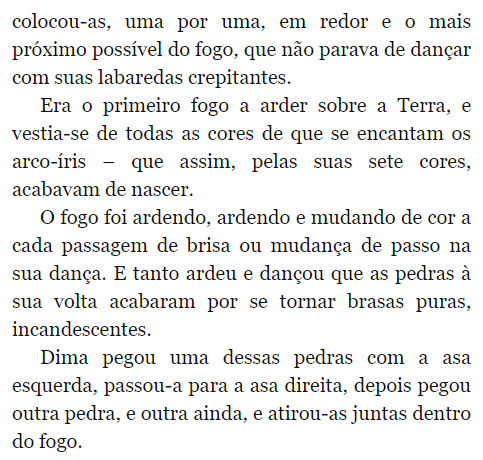 colocou-as, uma por uma, em redor e o mais
próximo possível do fogo, que não parava de dançar
com suas labaredas crepitantes.
Era o primeiro fogo a arder sobre a Terra, e
vestia-se de todas as cores de que se encantam os
arco-íris – que assim, pelas suas sete cores,
acabavam de nascer.
O fogo foi ardendo, ardendo e mudando de cor a
cada passagem de brisa ou mudança de passo na
sua dança. E tanto ardeu e dançou que as pedras à
sua volta acabaram por se tornar brasas puras,
incandescentes.
Dima pegou uma dessas pedras com a asa
esquerda, passou-a para a asa direita, depois pegou
outra pedra, e outra ainda, e atirou-as juntas dentro
do fogo.